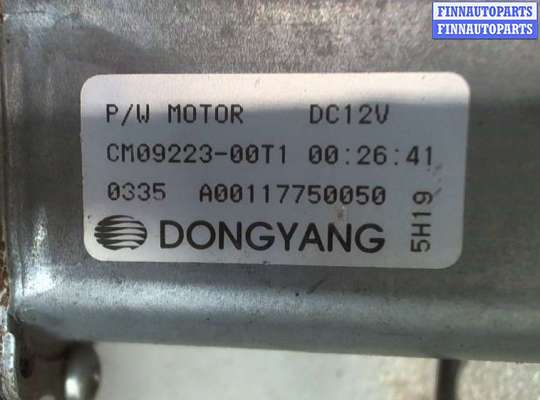 FINNAUTOPARTS
FINNAUTOPARTS
P/W MOTOR DC12V
CM09223-00T1 00:26:41
0335 A00117750050
DONGYANG
5H19